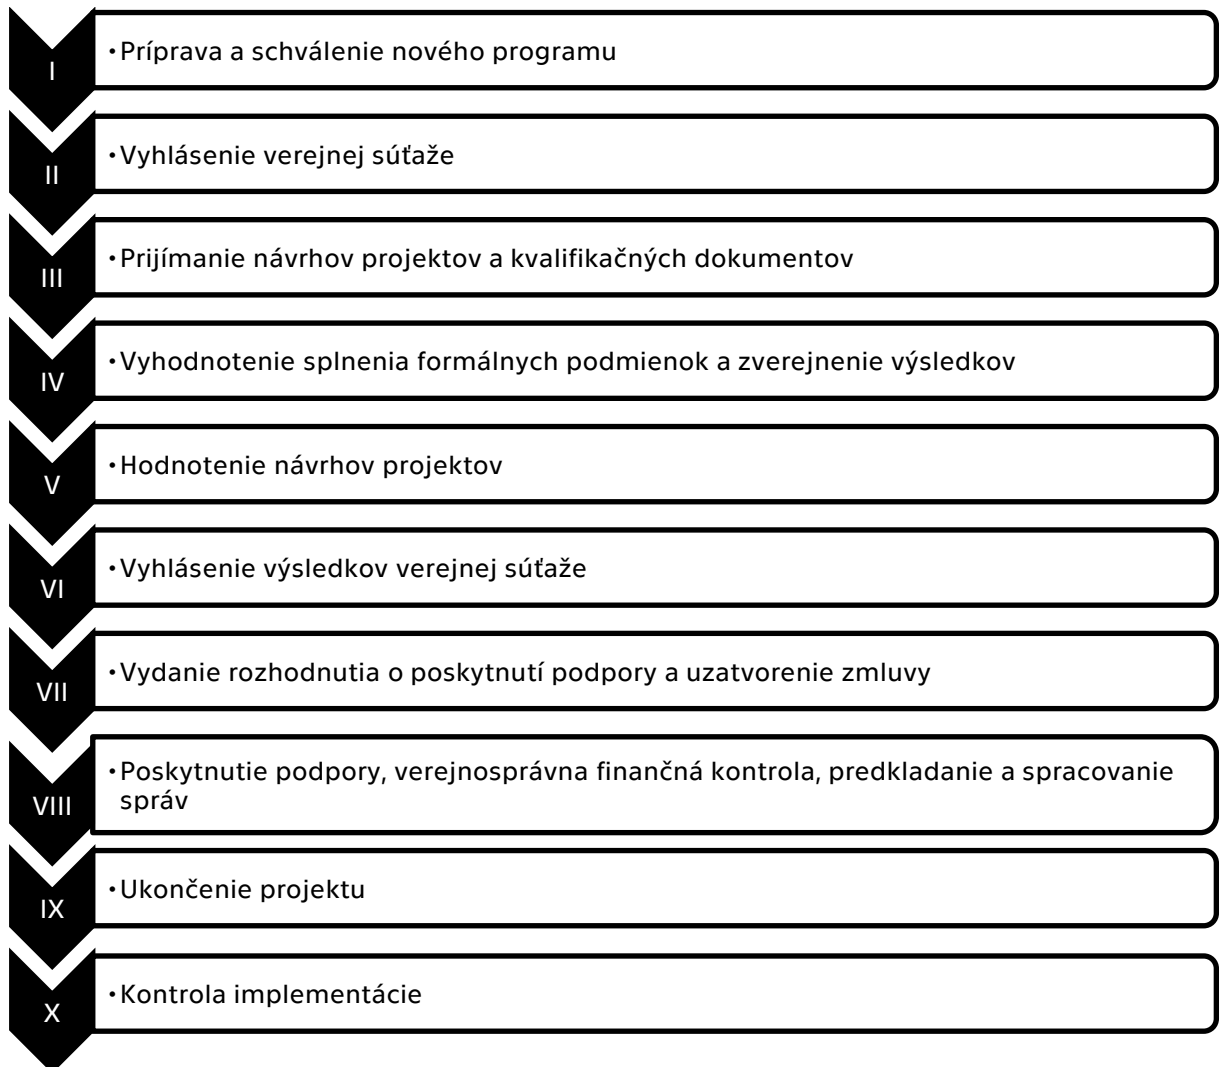 I
•Príprava a schválenie nového programu
II
•Vyhlásenie verejnej súťaže
III
•Prijímanie návrhov projektov a kvalifikačných dokumentov
IV
•Vyhodnotenie splnenia formálnych podmienok a zverejnenie výsledkov
V
•Hodnotenie návrhov projektov
VI
•Vyhlásenie výsledkov verejnej súťaže
VII
•Vydanie rozhodnutia o poskytnutí podpory a uzatvorenie zmluvy
VIII
•Poskytnutie podpory, verejnosprávna finančná kontrola, predkladanie a spracovanie
správ
IX
•Ukončenie projektu
X
•Kontrola implementácie